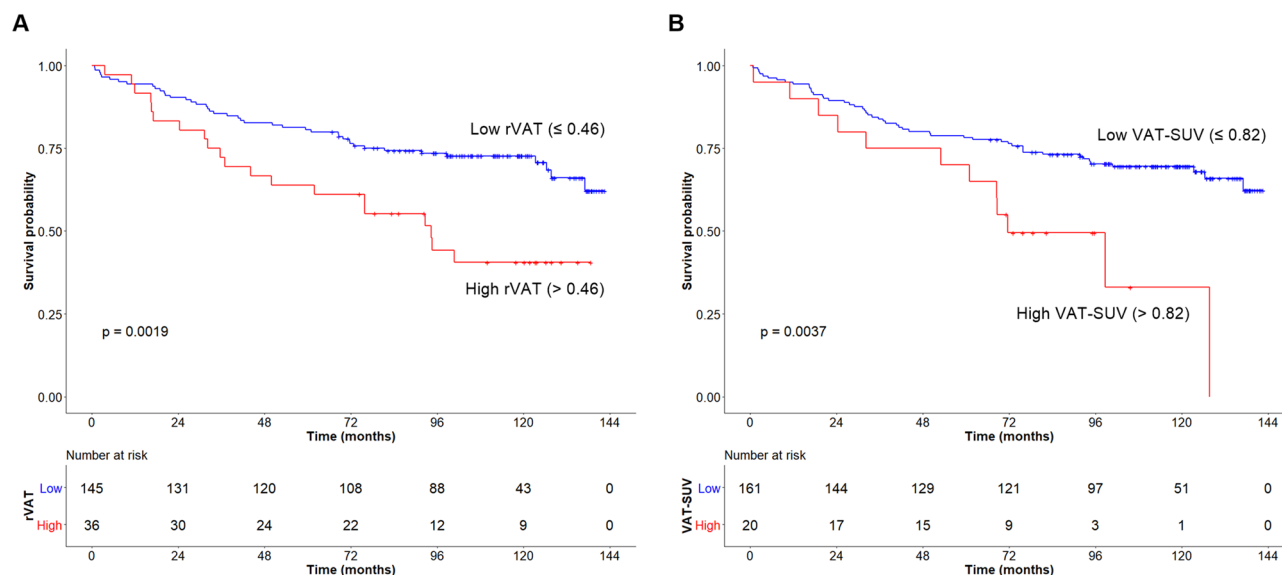 A
Survival probability
1.00
0.75
0.50
0.25
0.00
Low rVAT (≤ 0.46)
High rVAT (> 0.46)
p = 0.0019
0 24 48 72 96 120 144
Time (months)
Number at risk
rVAT
Low 145 131 120 108 88 43 0
High 36 30 24 22 12 9 0
0 24 48 72 96 120 144
Time (months)
B
Survival probability
1.00
0.75
0.50
0.25
0.00
Low VAT-SUV (≤ 0.82)
High VAT-SUV (> 0.82)
p = 0.0037
0 24 48 72 96 120 144
Time (months)
Number at risk
VAT-SUV
Low 161 144 129 121 97 51 0
High 20 17 15 9 3 1 0
0 24 48 72 96 120 144
Time (months)